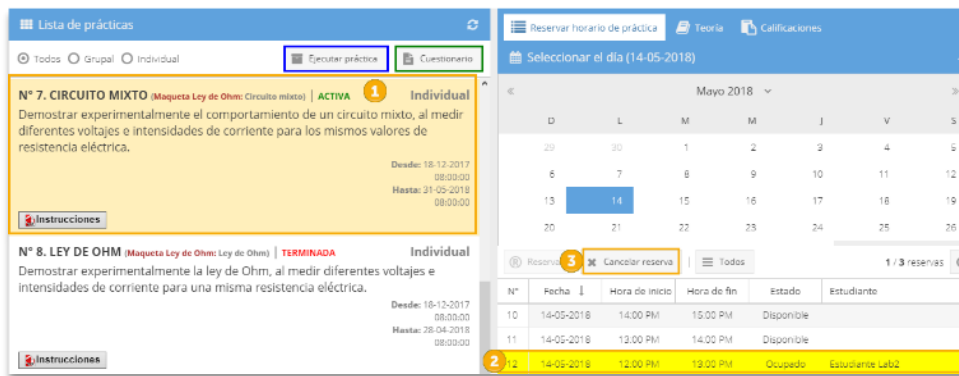 Lista de prácticas
Todos Grupal Individual
Ejecutar práctica
Cuestionario
N° 7. CIRCUITO MIXTO (Maqueta Ley de Ohm: Circuito mixto) | ACTIVA
1
Individual
Demostrar experimentalmente el comportamiento de un circuito mixto, al medir
diferentes voltajes e intensidades de corriente para los mismos valores de
resistencia eléctrica.
Desde: 18-12-2017
08:00:00
Hasta: 31-05-2018
08:00:00
instrucciones
N° 8. LEY DE OHM (Maqueta Ley de Ohm: Ley de Ohm) | TERMINADA
Individual
Demostrar experimentalmente la ley de Ohm, al medir diferentes voltajes e
intensidades de corriente para una misma resistencia eléctrica.
Desde: 18-12-2017
08:00:00
Hasta: 28-04-2018
08:00:00
instrucciones
Reservar horario de práctica Teoría Calificaciones
Seleccionar el día (14-05-2018)
« Mayo 2018 »
D L M M J V S
29 30 1 2 3 4 5
6 7 8 9 10 11 12
13 14 15 16 17 18 19
20 21 22 23 24 25 26
Reserva 3 Cancelar reserva | Todos 1 / 3 reservas
N° Fecha ↓ Hora de inicio Hora de fin Estado Estudiante
10 14-05-2018 14:00 PM 15:00 PM Disponible
11 14-05-2018 13:00 PM 14:00 PM Disponible
2 12 14-05-2018 12:00 PM 13:00 PM Ocupado Estudiante Lab2